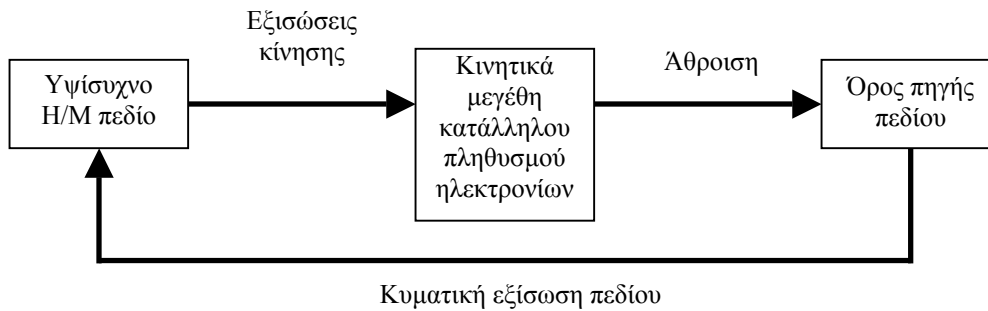 Εξισώσεις
κίνησης
Υψίσυχνο
Η/Μ πεδίο
Κινητικά
μεγέθη
κατάλληλου
πληθυσμού
ηλεκτρονίων
Άθροιση
Όρος πηγής
πεδίου
Κυματική εξίσωση πεδίου